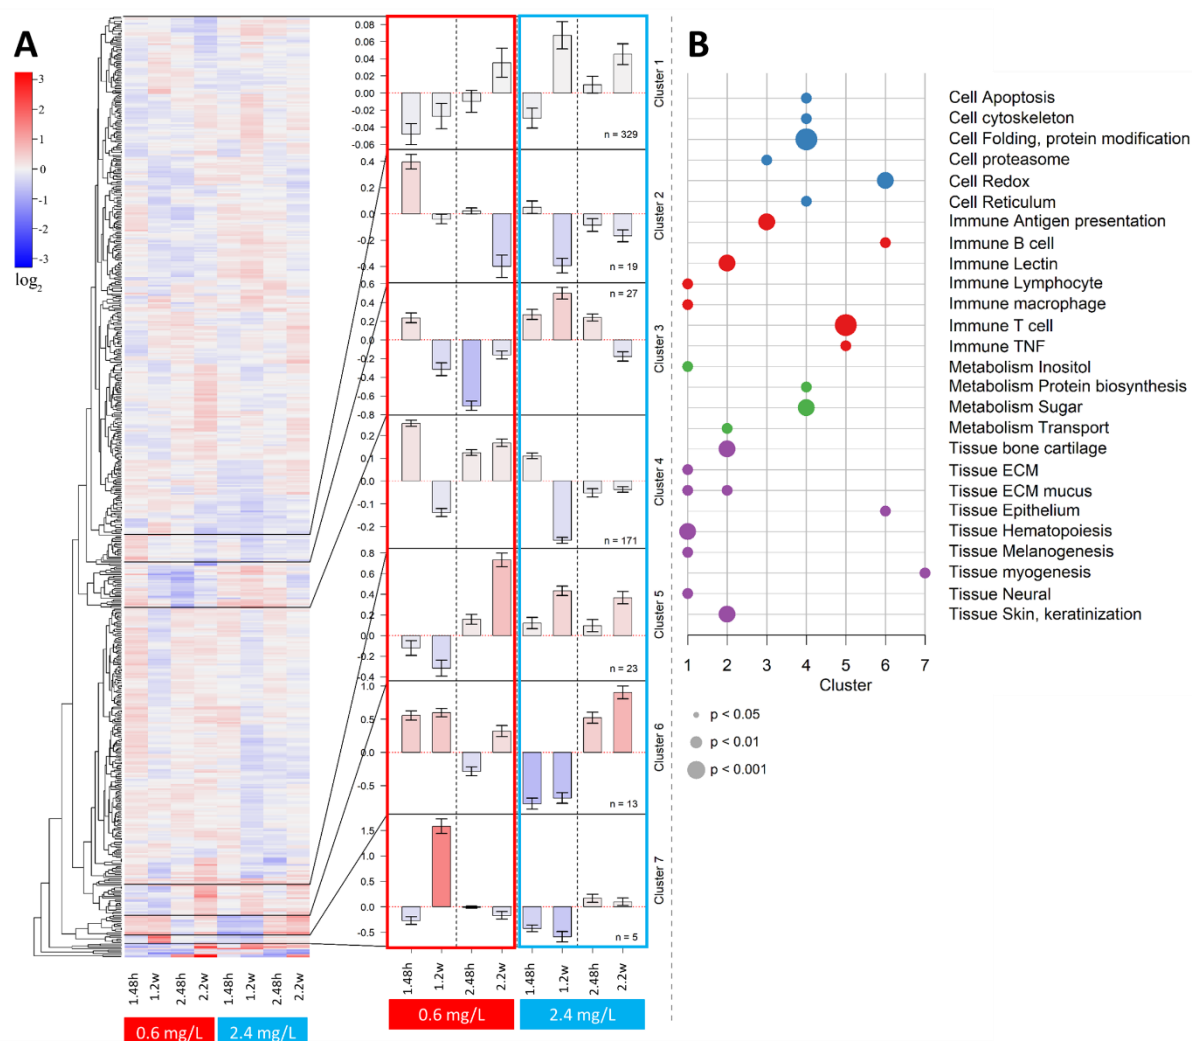 A
3
2
1
0
-1
-2
-3
log2
1.48h
1.2w
2.48h
2.2w
1.48h
1.2w
2.48h
2.2w
0.6 mg/L
2.4 mg/L
0.08
0.06
0.04
0.02
0.00
-0.02
-0.04
-0.06
n = 329
Cluster 1
0.4
0.2
0.0
-0.2
-0.4
n = 19
Cluster 2
0.6
0.4
0.2
0.0
-0.2
-0.4
-0.6
-0.8
n = 27
Cluster 3
0.2
0.1
0.0
-0.1
-0.2
n = 171
Cluster 4
0.8
0.6
0.4
0.2
0.0
-0.2
-0.4
n = 23
Cluster 5
1.0
0.5
0.0
-0.5
n = 13
Cluster 6
1.5
1.0
0.5
0.0
-0.5
n = 5
Cluster 7
1.48h
1.2w
2.48h
2.2w
1.48h
1.2w
2.48h
2.2w
0.6 mg/L
2.4 mg/L
B
Cell Apoptosis
Cell cytoskeleton
Cell Folding, protein modification
Cell proteasome
Cell Redox
Cell Reticulum
Immune Antigen presentation
Immune B cell
Immune Lectin
Immune Lymphocyte
Immune macrophage
Immune T cell
Immune TNF
Metabolism Inositol
Metabolism Protein biosynthesis
Metabolism Sugar
Metabolism Transport
Tissue bone cartilage
Tissue ECM
Tissue ECM mucus
Tissue Epithelium
Tissue Hematopoiesis
Tissue Melanogenesis
Tissue myogenesis
Tissue Neural
Tissue Skin, keratinization
1 2 3 4 5 6 7
Cluster
p < 0.05
p < 0.01
p < 0.001